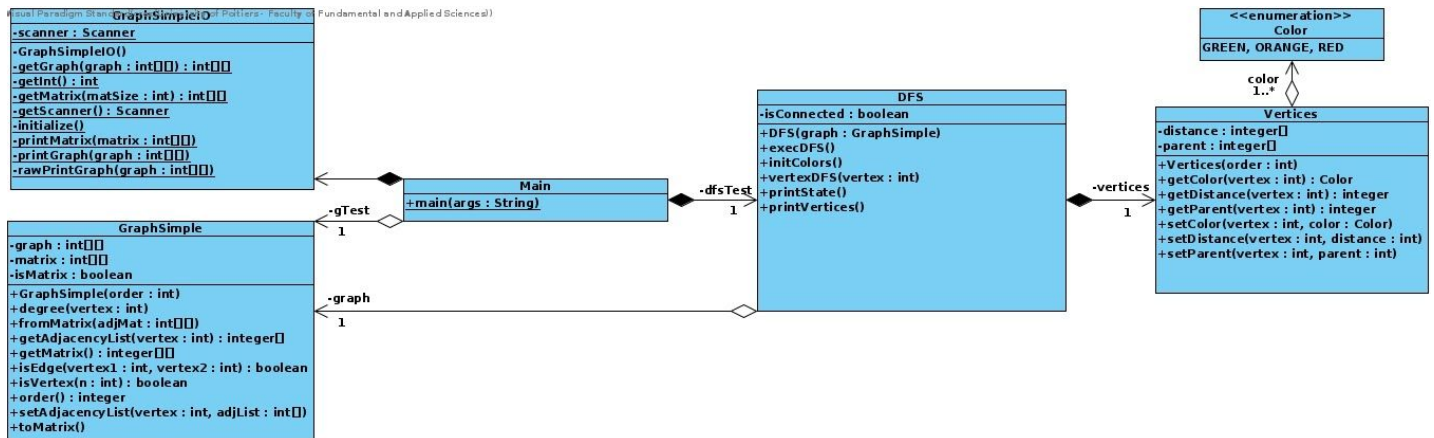 Visual Paradigm Standard of Poitiers - Faculty of Fundamental and Applied Sciences))
GraphSimpleIO
-scanner : Scanner
-GraphSimpleIO()
-getGraph(graph : int[][]) : int[][]
-getInt() : int
-getMatrix(matSize : int) : int[][]
-getScanner() : Scanner
-initialize()
-printMatrix(matrix : int[][])
-printGraph(graph : int[][])
-rawPrintGraph(graph : int[][])
Main
+main(args : String)
-gTest
1
-dfsTest
1
GraphSimple
-graph : int[][]
-matrix : int[][]
-isMatrix : boolean
+GraphSimple(order : int)
+degree(vertex : int)
+fromMatrix(adjMat : int[][])
+getAdjacencyList(vertex : int) : integer[]
+getMatrix() : integer[][]
+isEdge(vertex1 : int, vertex2 : int) : boolean
+isVertex(n : int) : boolean
+order() : integer
+setAdjacencyList(vertex : int, adjList : int[])
+toMatrix()
-graph
1
DFS
-isConnected : boolean
+DFS(graph : GraphSimple)
+execDFS()
+initColors()
+vertexDFS(vertex : int)
+printState()
+printVertices()
-vertices
1
<<enumeration>>
Color
GREEN, ORANGE, RED
color
1..*
Vertices
-distance : integer[]
-parent : integer[]
+Vertices(order : int)
+getColor(vertex : int) : Color
+getDistance(vertex : int) : integer
+getParent(vertex : int) : integer
+setColor(vertex : int, color : Color)
+setDistance(vertex : int, distance : int)
+setParent(vertex : int, parent : int)